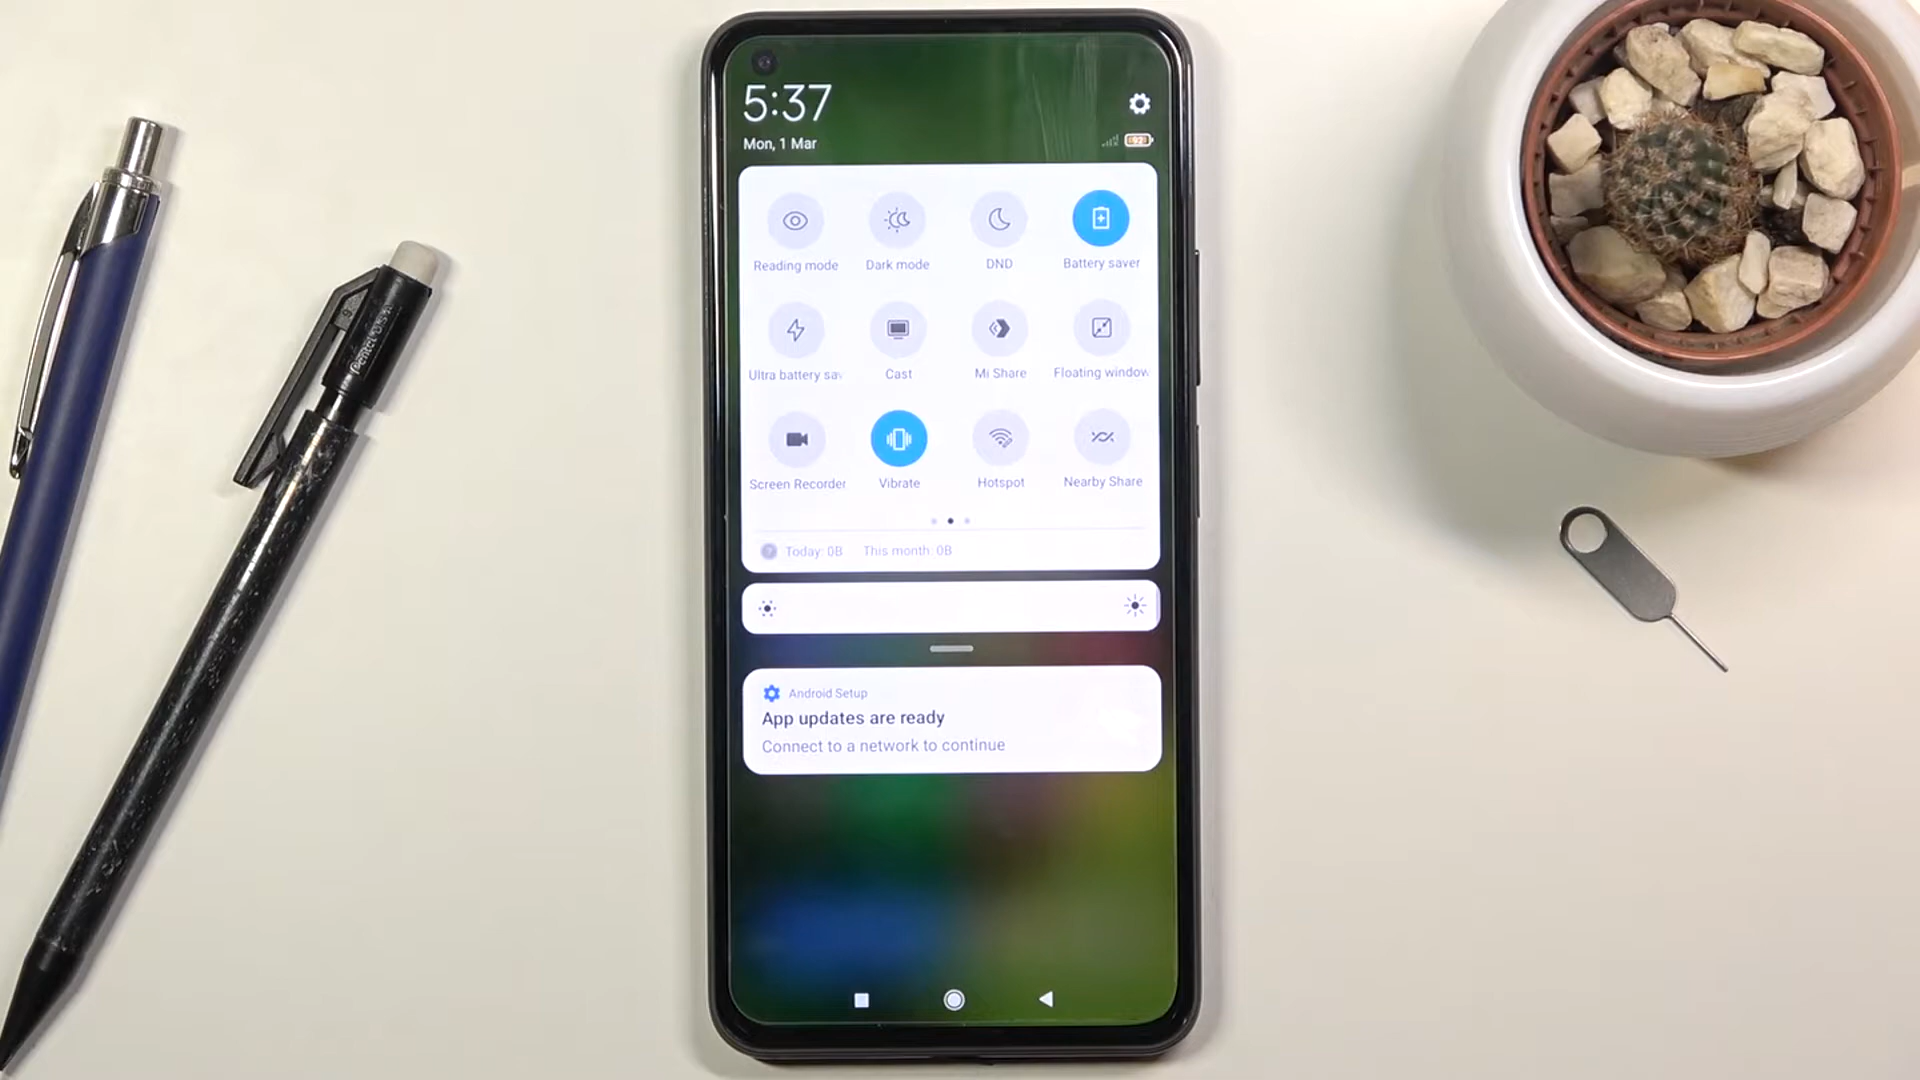 5:37
Mon, 1 Mar
Reading mode
Dark mode
DND
Battery saver
Ultra battery sav
Cast
Mi Share
Floating window
Screen Recorder
Vibrate
Hotspot
Nearby Share
Today: 0B
This month: 0B
Android Setup
App updates are ready
Connect to a network to continue
Pentel